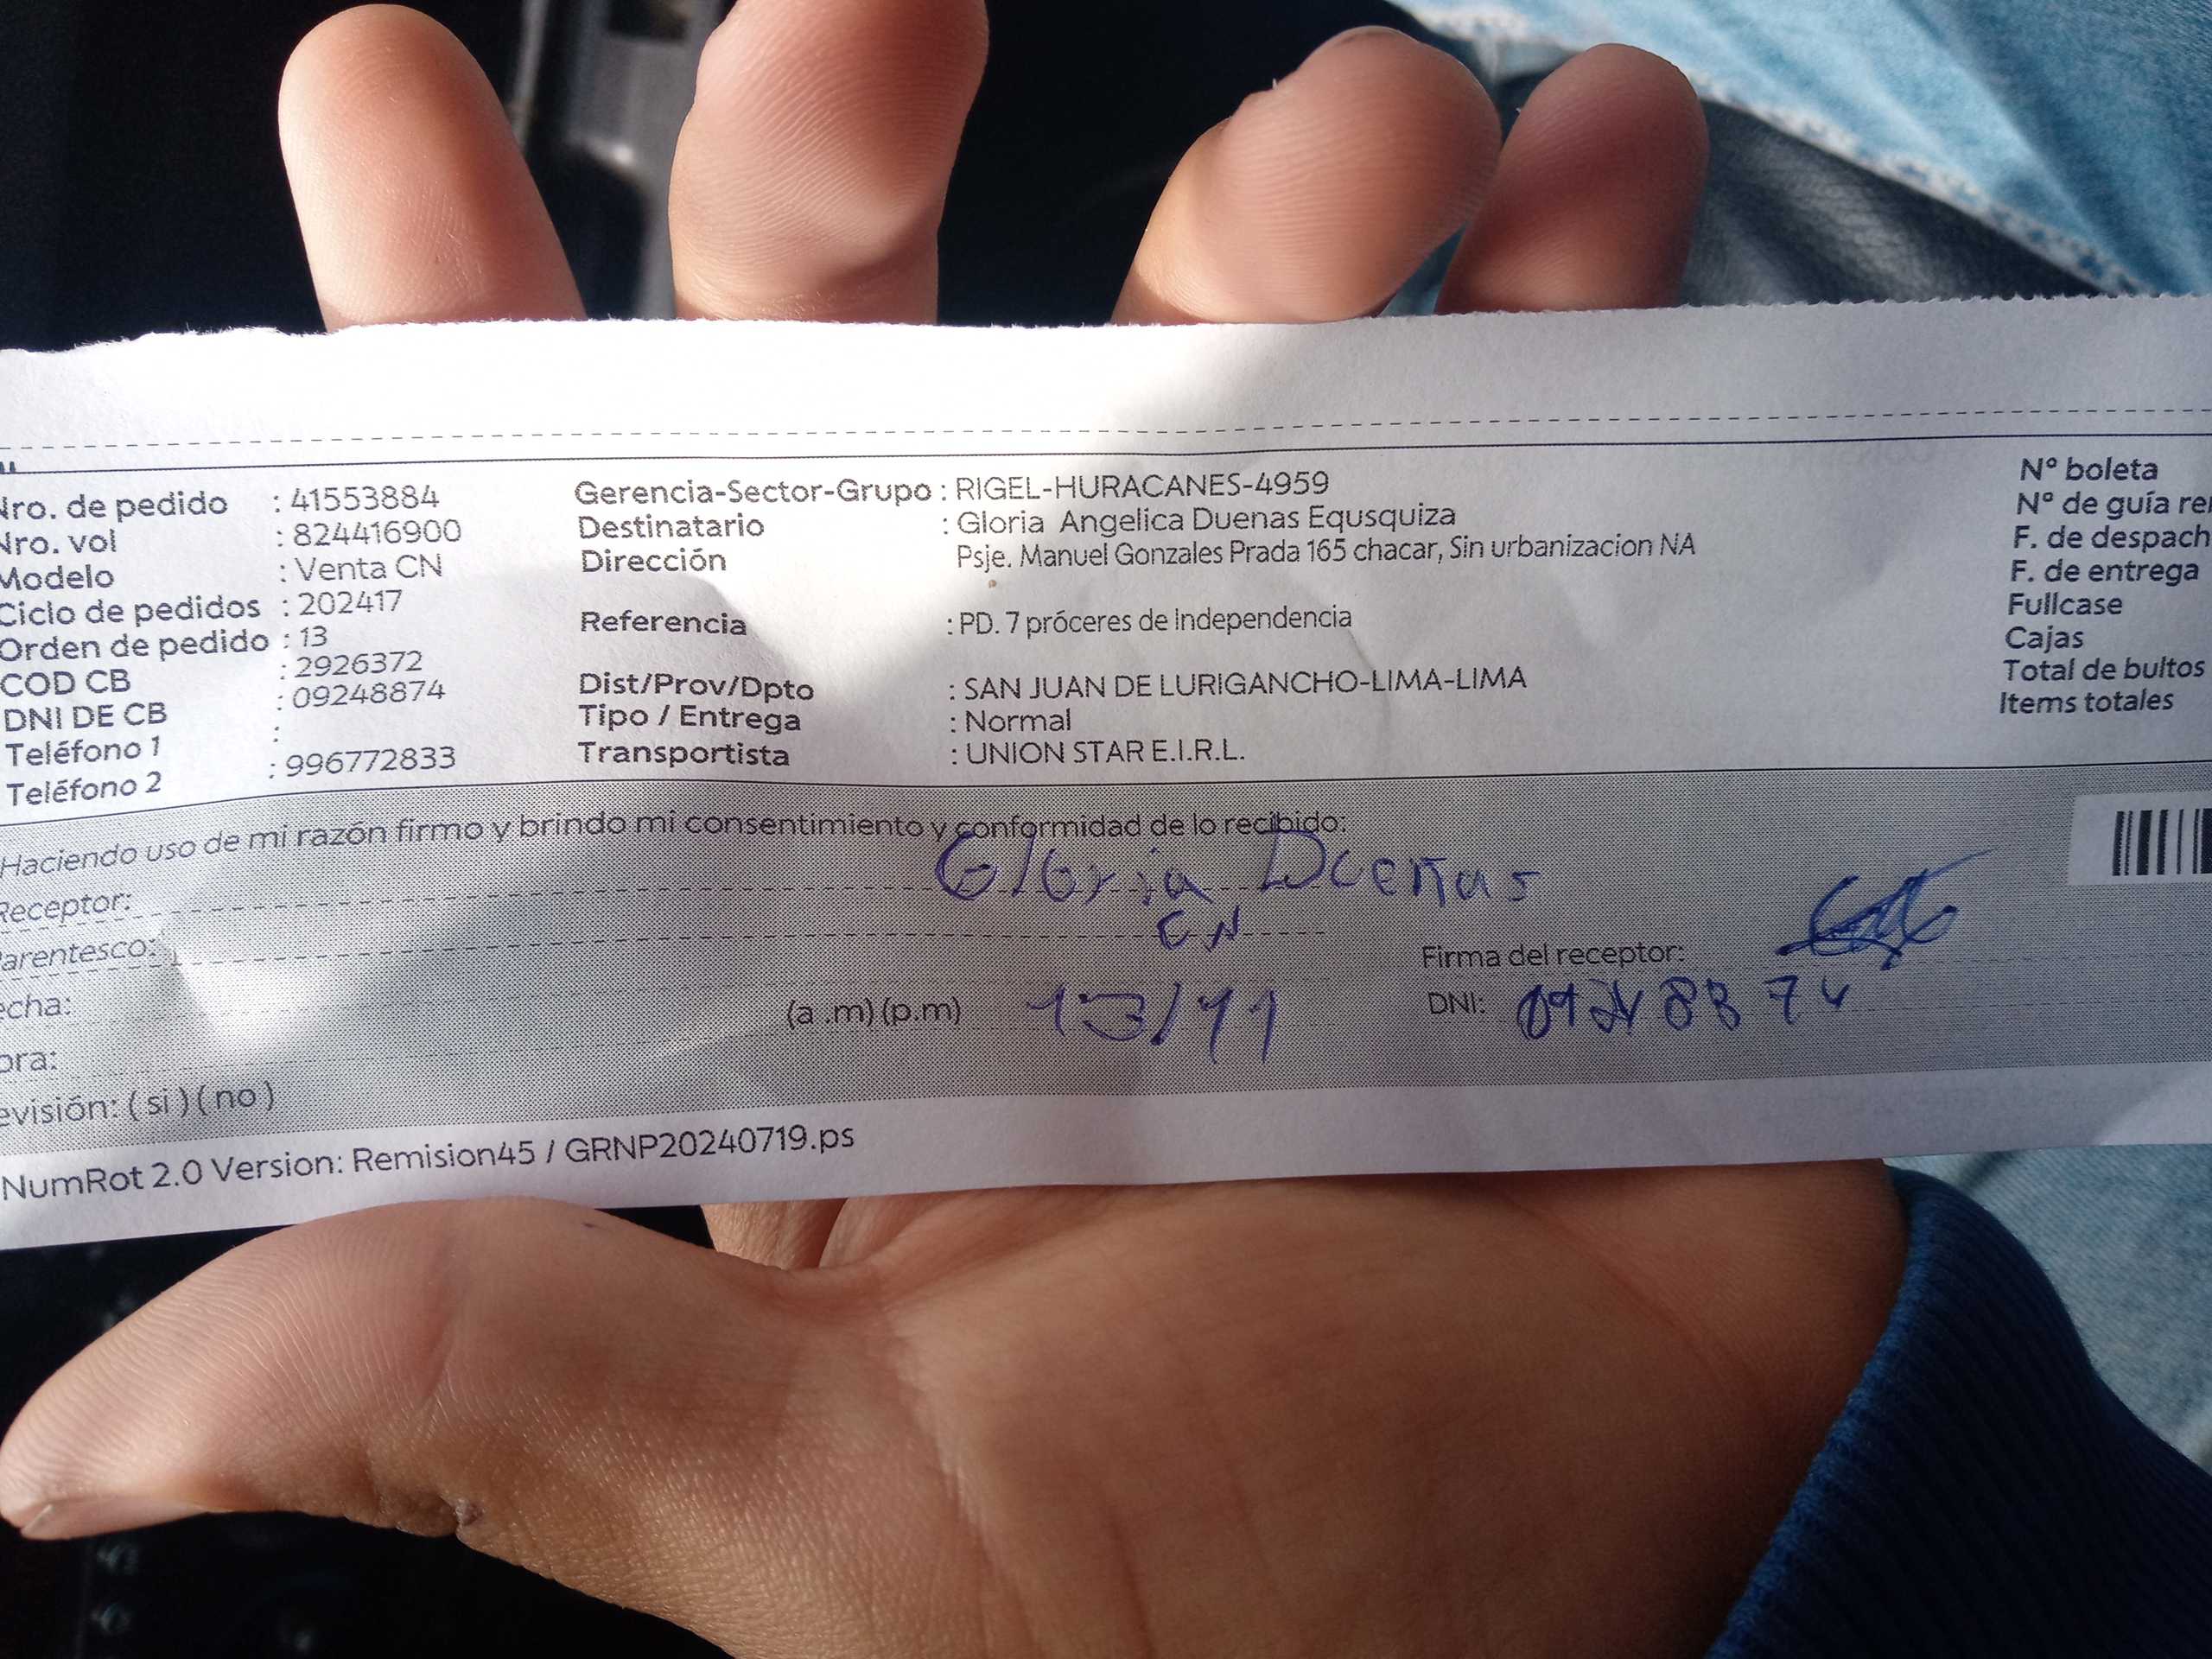 Nro. de pedido : 41553884
Nro. vol : 824416900
Modelo : Venta CN
Ciclo de pedidos : 202417
Orden de pedido : 13
COD CB : 2926372
DNI DE CB : 09248874
Teléfono 1 :
Teléfono 2 : 996772833
Gerencia-Sector-Grupo : RIGEL-HURACANES-4959
Destinatario : Gloria Angelica Duenas Equsquiza
Dirección Psje. Manuel Gonzales Prada 165 chacar, Sin urbanizacion NA
Referencia : PD. 7 próceres de Independencia
Dist/Prov/Dpto : SAN JUAN DE LURIGANCHO-LIMA-LIMA
Tipo / Entrega : Normal
Transportista : UNION STAR E.I.R.L.
N° boleta
N° de guía rer
F. de despach
F. de entrega
Fullcase
Cajas
Total de bultos
Items totales
Haciendo uso de mi razón firmo y brindo mi consentimiento y conformidad de lo recibido:
Receptor: Gloria Dueñas
Parentesco: CN
echa:
ora: (a .m) (p.m) 13/11
evisión: ( si ) ( no )
Firma del receptor:
DNI: 09248874
NumRot 2.0 Version: Remision45 / GRNP20240719.ps